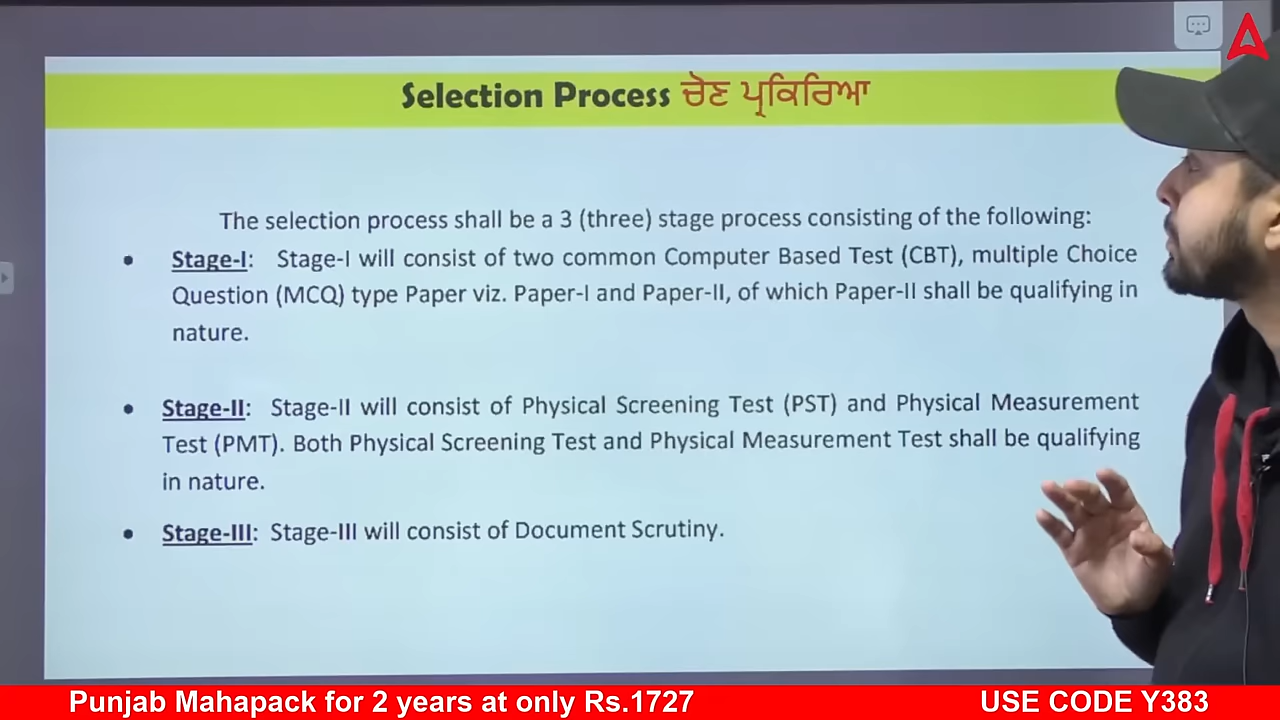 Selection Process ਚੋਣ ਪ੍ਰਕਿਰਿਆ
The selection process shall be a 3 (three) stage process consisting of the following:
• Stage-I: Stage-I will consist of two common Computer Based Test (CBT), multiple Choice
Question (MCQ) type Paper viz. Paper-I and Paper-II, of which Paper-II shall be qualifying in
nature.
• Stage-II: Stage-II will consist of Physical Screening Test (PST) and Physical Measurement
Test (PMT). Both Physical Screening Test and Physical Measurement Test shall be qualifying
in nature.
• Stage-III: Stage-III will consist of Document Scrutiny.
Punjab Mahapack for 2 years at only Rs.1727
USE CODE Y383